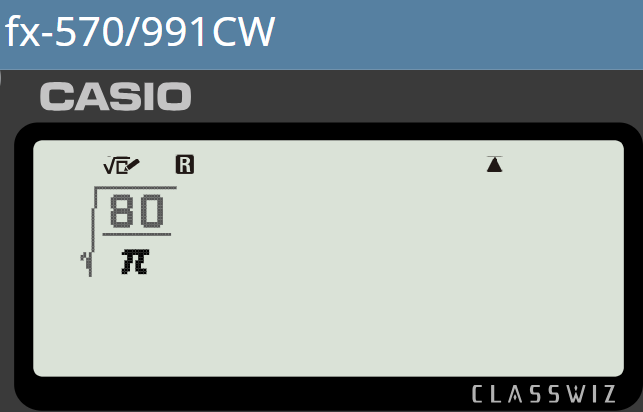 fx-570/991CW
CASIO
√□ R ▲
√(80/π)
CLASSWIZ